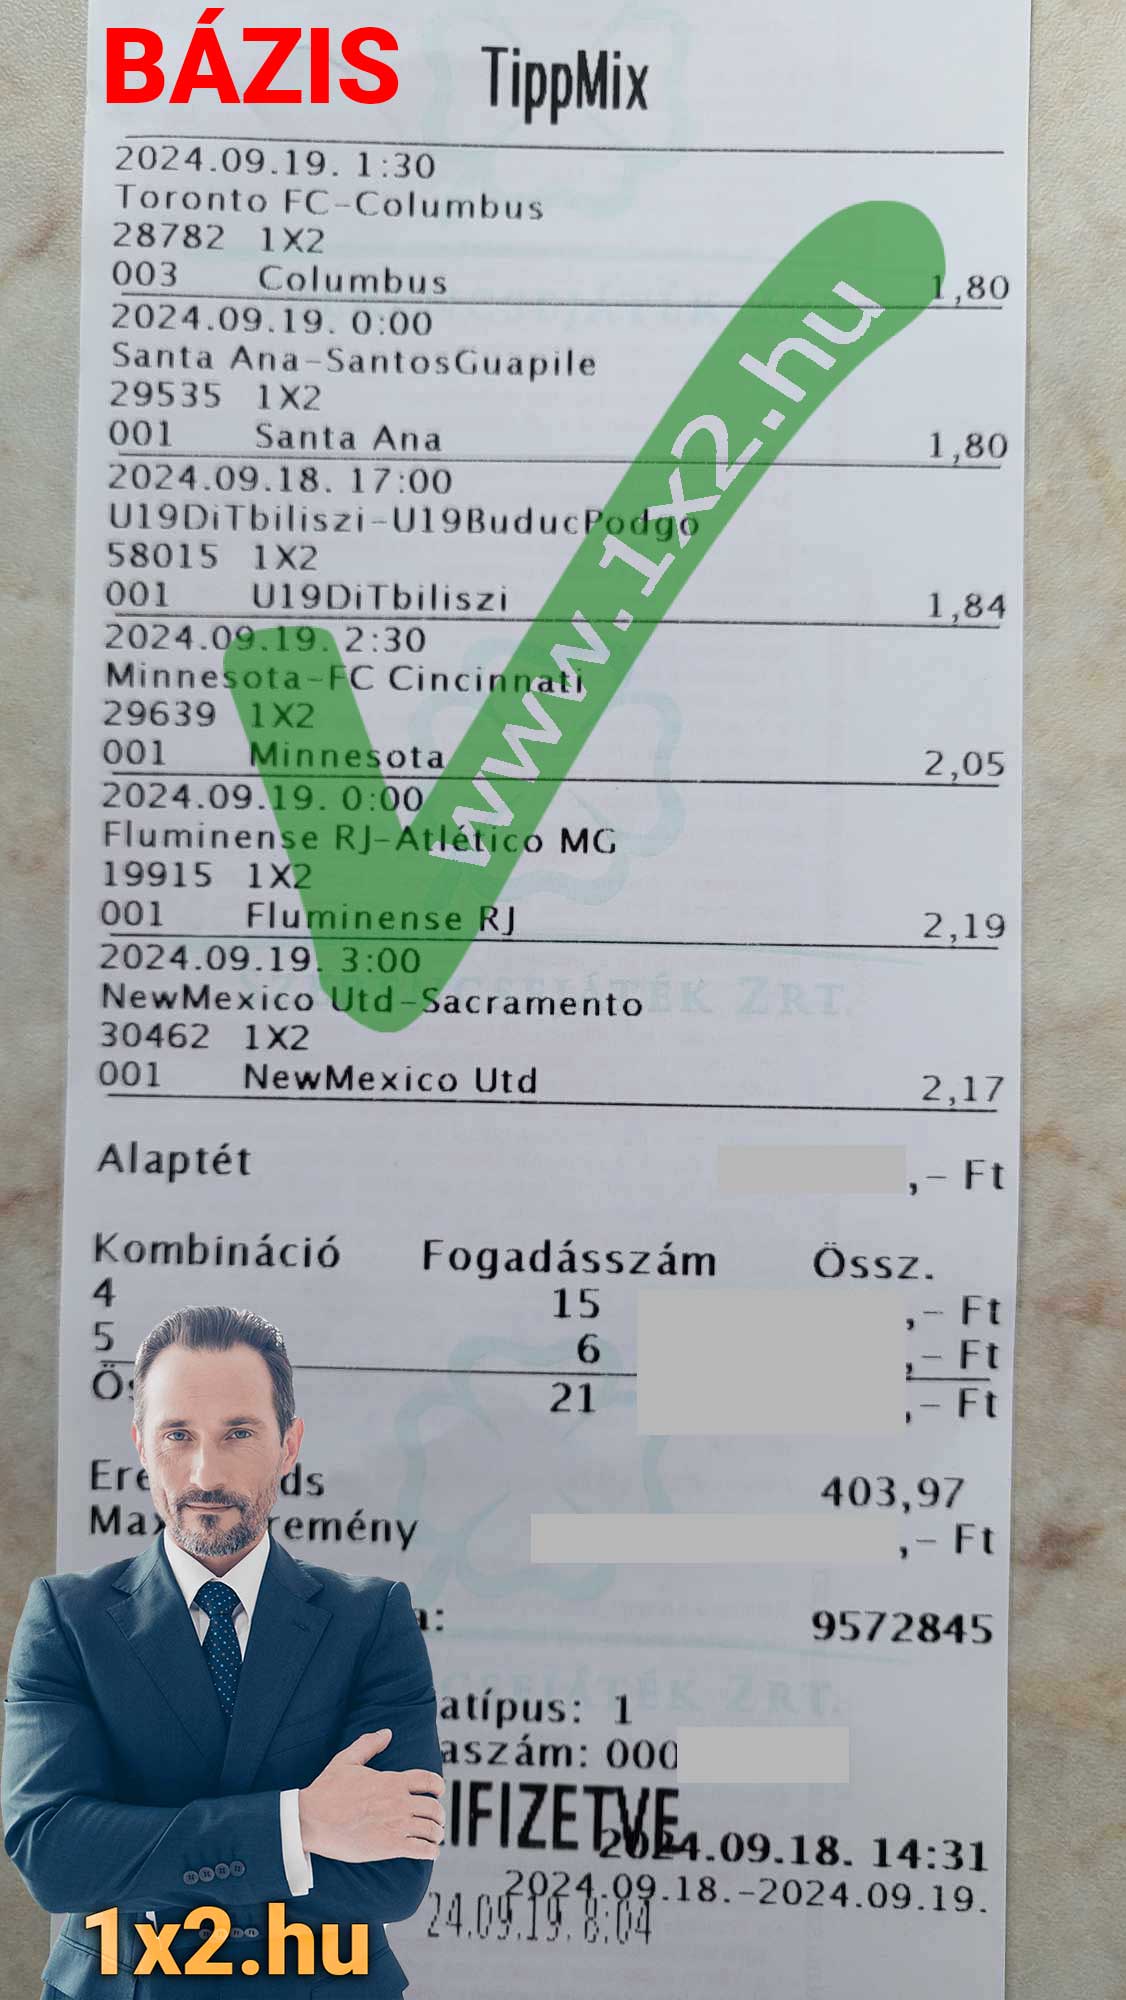 BÁZIS TippMix
2024.09.19. 1:30
Toronto FC-Columbus
28782 1X2
003 Columbus 1,80
2024.09.19. 0:00
Santa Ana-SantosGuapile
29535 1X2
001 Santa Ana 1,80
2024.09.18. 17:00
U19DiTbiliszi-U19BuducPodgo
58015 1X2
001 U19DiTbiliszi 1,84
2024.09.19. 2:30
Minnesota-FC Cincinnati
29639 1X2
001 Minnesota 2,05
2024.09.19. 0:00
Fluminense RJ-Atlético MG
19915 1X2
001 Fluminense RJ 2,19
2024.09.19. 3:00
NewMexico Utd-Sacramento
30462 1X2
001 NewMexico Utd 2,17
www.1x2.hu
Alaptét ,- Ft
Kombináció Fogadásszám Össz.
4 15 ,- Ft
5 6 ,- Ft
21 ,- Ft
403,97
,- Ft
9572845
ZRT.
1
000
2024.09.18. 14:31
2024.09.18.-2024.09.19.
24.09.19. 8:04
1x2.hu